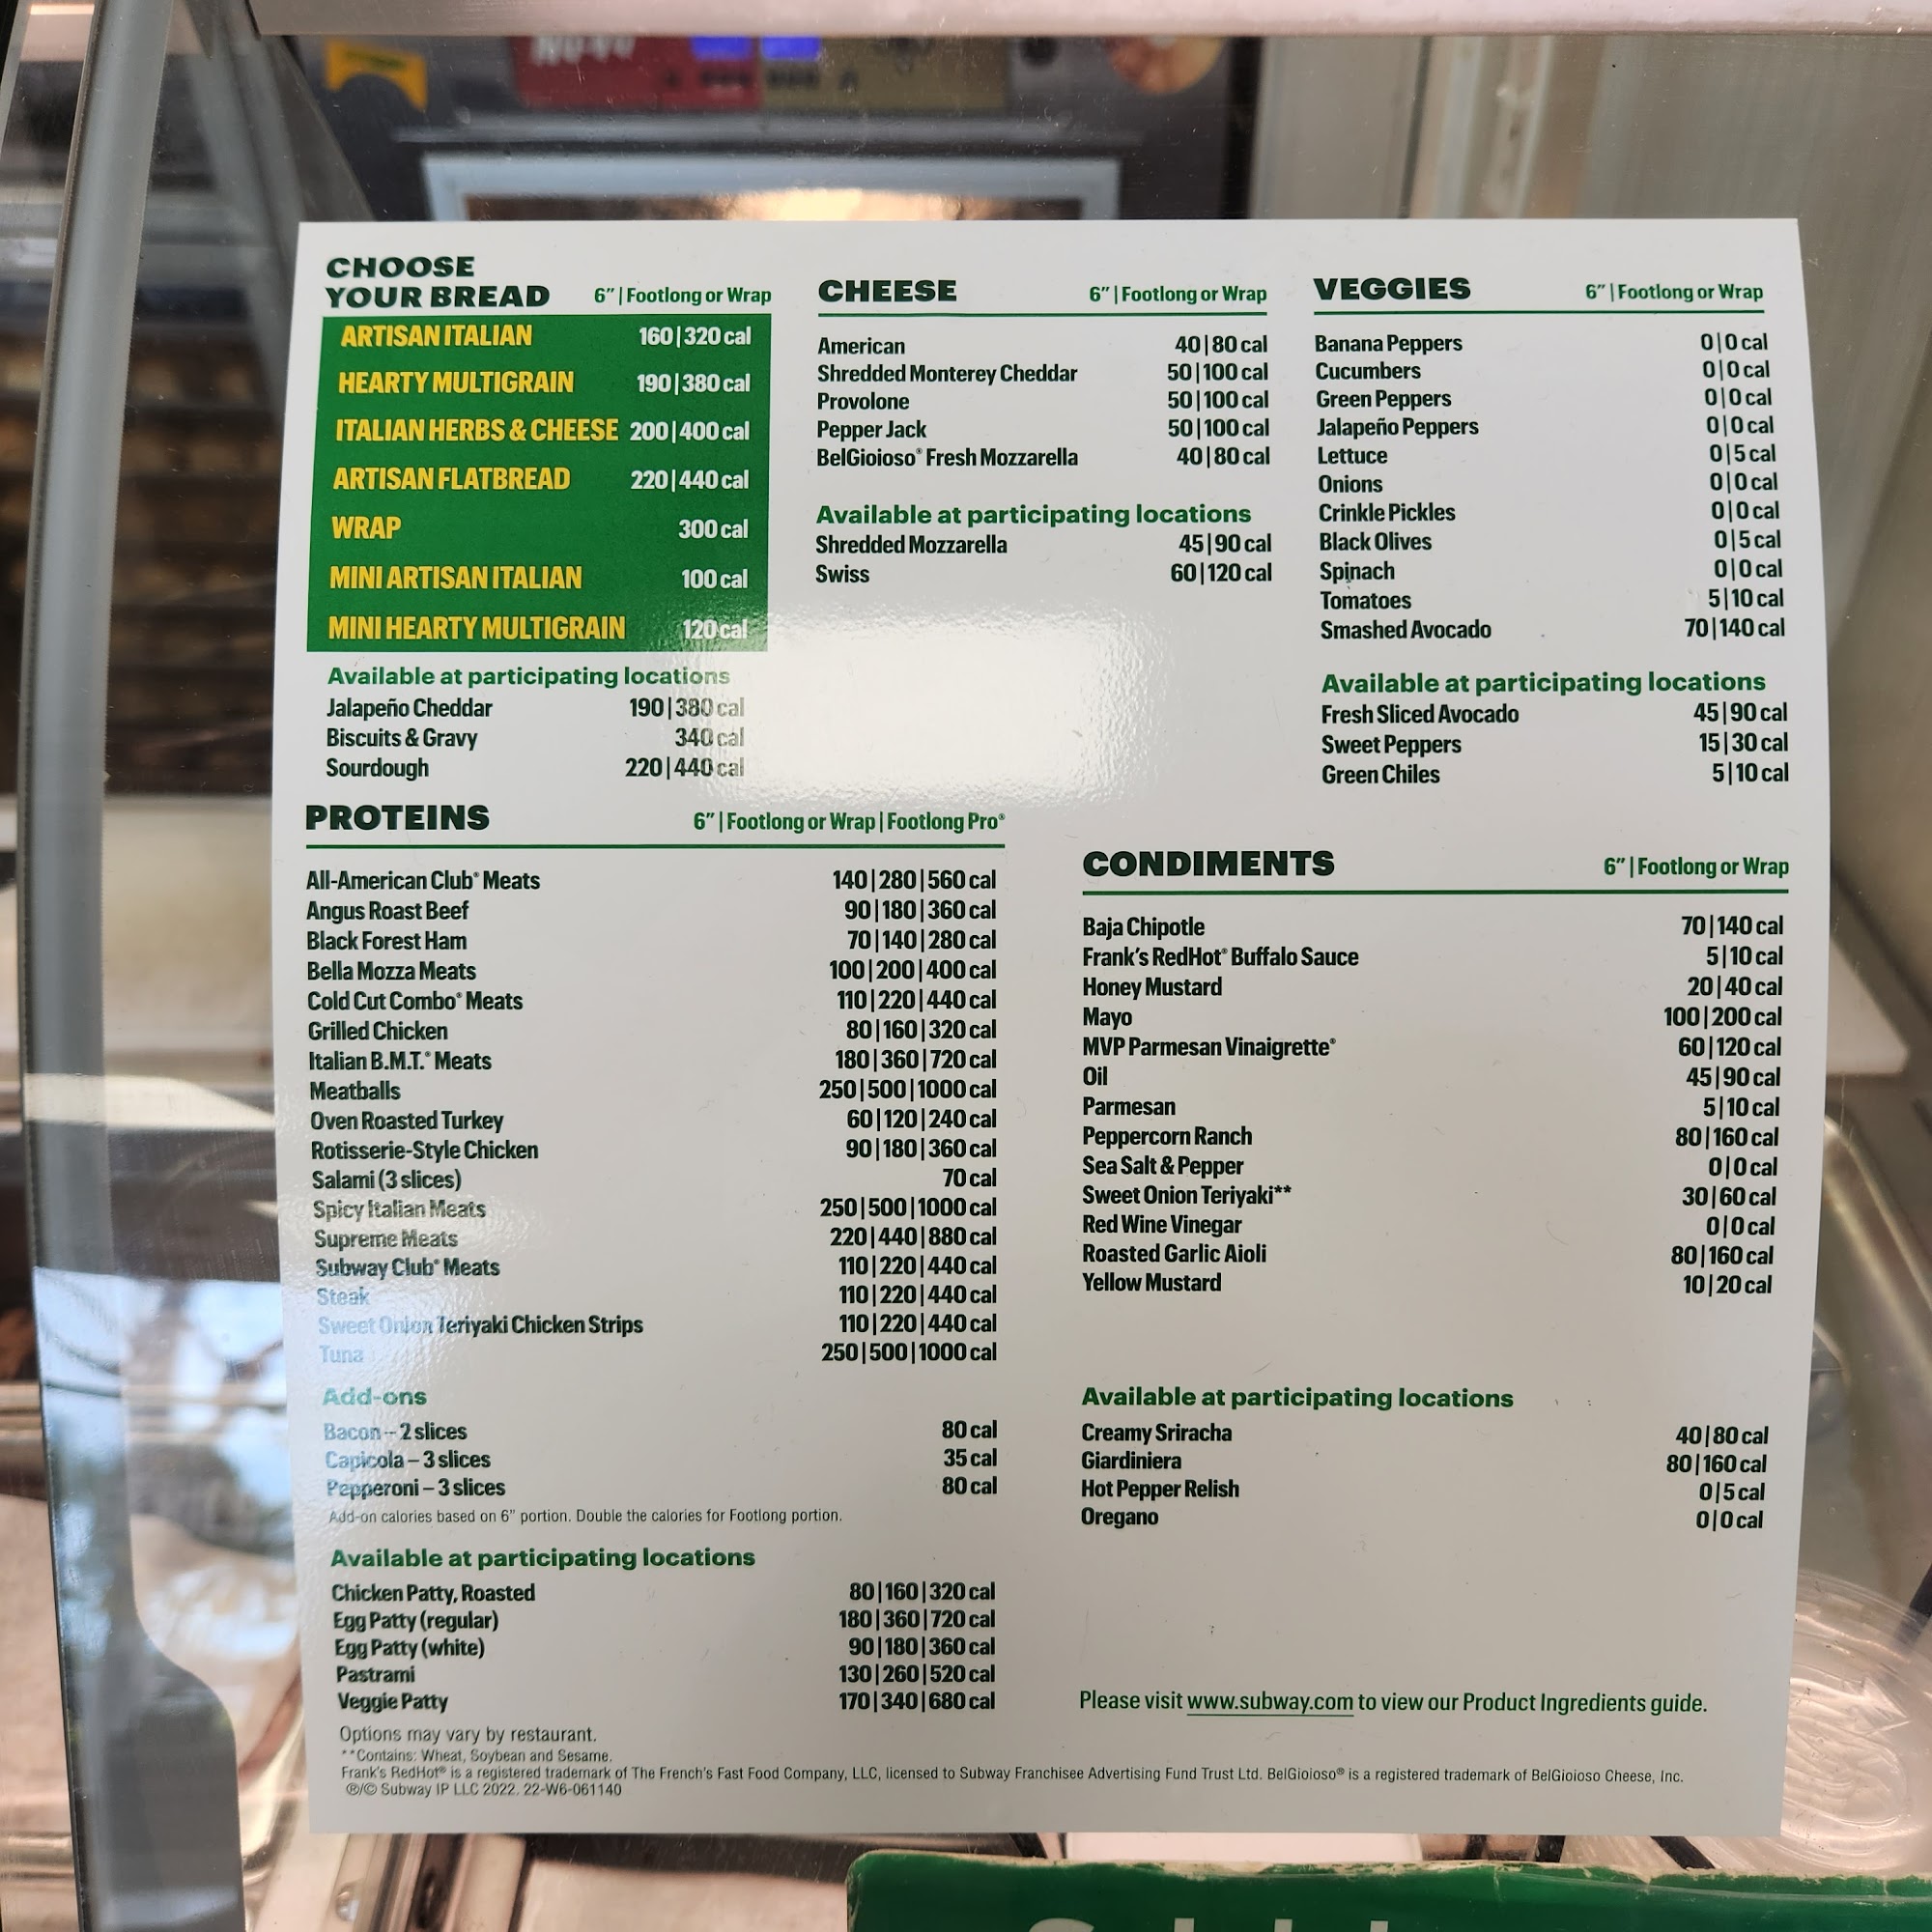 CHOOSE
YOUR BREAD 6" | Footlong or Wrap
ARTISAN ITALIAN 160|320 cal
HEARTY MULTIGRAIN 190|380 cal
ITALIAN HERBS & CHEESE 200|400 cal
ARTISAN FLATBREAD 220|440 cal
WRAP 300 cal
MINI ARTISAN ITALIAN 100 cal
MINI HEARTY MULTIGRAIN 120 cal
Available at participating locations
Jalapeño Cheddar 190|380 cal
Biscuits & Gravy 340 cal
Sourdough 220|440 cal
CHEESE 6" | Footlong or Wrap
American 40|80 cal
Shredded Monterey Cheddar 50|100 cal
Provolone 50|100 cal
Pepper Jack 50|100 cal
BelGioioso® Fresh Mozzarella 40|80 cal
Available at participating locations
Shredded Mozzarella 45|90 cal
Swiss 60|120 cal
VEGGIES 6" | Footlong or Wrap
Banana Peppers 0|0 cal
Cucumbers 0|0 cal
Green Peppers 0|0 cal
Jalapeño Peppers 0|0 cal
Lettuce 0|5 cal
Onions 0|0 cal
Crinkle Pickles 0|0 cal
Black Olives 0|5 cal
Spinach 0|0 cal
Tomatoes 5|10 cal
Smashed Avocado 70|140 cal
Available at participating locations
Fresh Sliced Avocado 45|90 cal
Sweet Peppers 15|30 cal
Green Chiles 5|10 cal
PROTEINS 6" | Footlong or Wrap | Footlong Pro®
All-American Club® Meats 140|280|560 cal
Angus Roast Beef 90|180|360 cal
Black Forest Ham 70|140|280 cal
Bella Mozza Meats 100|200|400 cal
Cold Cut Combo® Meats 110|220|440 cal
Grilled Chicken 80|160|320 cal
Italian B.M.T.® Meats 180|360|720 cal
Meatballs 250|500|1000 cal
Oven Roasted Turkey 60|120|240 cal
Rotisserie-Style Chicken 90|180|360 cal
Salami (3 slices) 70 cal
Spicy Italian Meats 250|500|1000 cal
Supreme Meats 220|440|880 cal
Subway Club® Meats 110|220|440 cal
Steak 110|220|440 cal
Sweet Onion Teriyaki Chicken Strips 110|220|440 cal
Tuna 250|500|1000 cal
Add-ons
Bacon – 2 slices 80 cal
Capicola – 3 slices 35 cal
Pepperoni – 3 slices 80 cal
Add-on calories based on 6" portion. Double the calories for Footlong portion.
Available at participating locations
Chicken Patty, Roasted 80|160|320 cal
Egg Patty (regular) 180|360|720 cal
Egg Patty (white) 90|180|360 cal
Pastrami 130|260|520 cal
Veggie Patty 170|340|680 cal
CONDIMENTS 6" | Footlong or Wrap
Baja Chipotle 70|140 cal
Frank's RedHot® Buffalo Sauce 5|10 cal
Honey Mustard 20|40 cal
Mayo 100|200 cal
MVP Parmesan Vinaigrette® 60|120 cal
Oil 45|90 cal
Parmesan 5|10 cal
Peppercorn Ranch 80|160 cal
Sea Salt & Pepper 0|0 cal
Sweet Onion Teriyaki** 30|60 cal
Red Wine Vinegar 0|0 cal
Roasted Garlic Aioli 80|160 cal
Yellow Mustard 10|20 cal
Available at participating locations
Creamy Sriracha 40|80 cal
Giardiniera 80|160 cal
Hot Pepper Relish 0|5 cal
Oregano 0|0 cal
Please visit www.subway.com to view our Product Ingredients guide.
Options may vary by restaurant.
**Contains: Wheat, Soybean and Sesame.
Frank's RedHot® is a registered trademark of The French's Fast Food Company, LLC, licensed to Subway Franchisee Advertising Fund Trust Ltd. BelGioioso® is a registered trademark of BelGioioso Cheese, Inc.
®/© Subway IP LLC 2022. 22-W6-061140